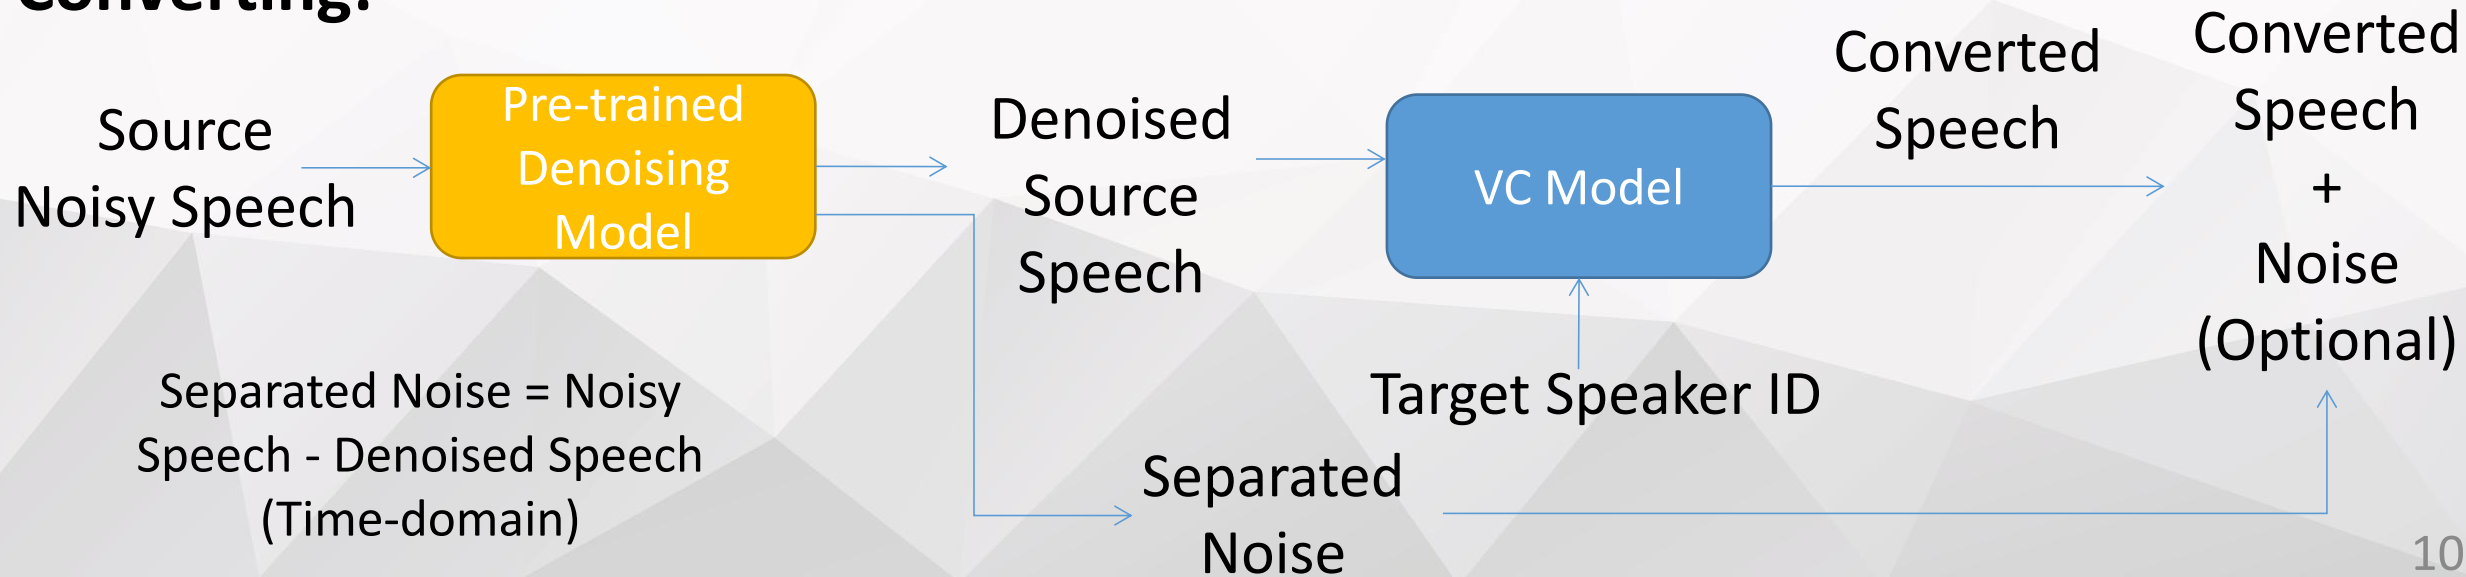 Converting:
Source
Noisy Speech
Pre-trained
Denoising
Model
Denoised
Source
Speech
VC Model
Converted
Speech
Converted
Speech
+
Noise
(Optional)
Target Speaker ID
Separated Noise = Noisy
Speech - Denoised Speech
(Time-domain)
Separated
Noise
10